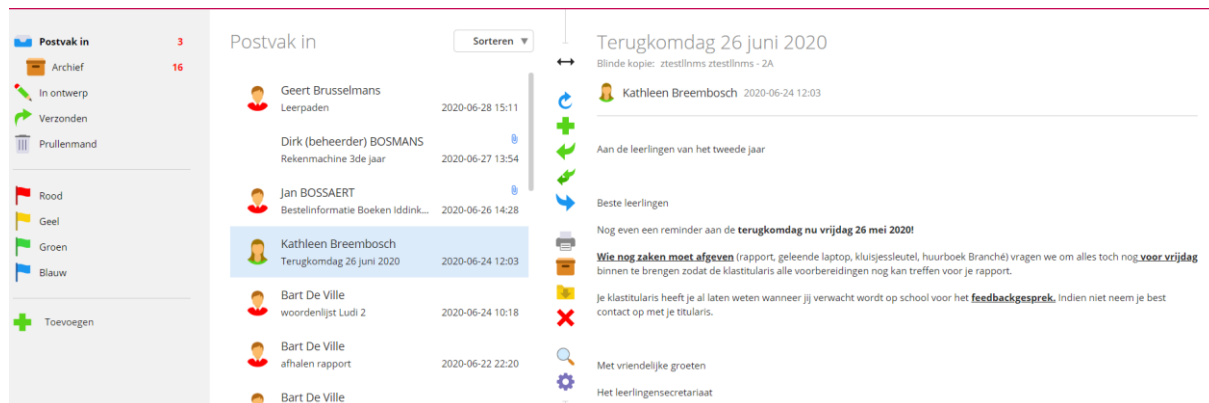 Postvak in 3
Archief 16
In ontwerp
Verzonden
Prullenmand
Rood
Geel
Groen
Blauw
Toevoegen
Postvak in
Sorteren ▼
Geert Brusselmans
Leerpaden 2020-06-28 15:11
Dirk (beheerder) BOSMANS
Rekenmachine 3de jaar 2020-06-27 13:54
Jan BOSSAERT
Bestelinformatie Boeken Iddink... 2020-06-26 14:28
Kathleen Breembosch
Terugkomdag 26 juni 2020 2020-06-24 12:03
Bart De Ville
woordenlijst Ludi 2 2020-06-24 10:18
Bart De Ville
afhalen rapport 2020-06-22 22:20
Bart De Ville
Terugkomdag 26 juni 2020
Blinde kopie: ztestllnms ztestllnms - 2A
Kathleen Breembosch 2020-06-24 12:03
Aan de leerlingen van het tweede jaar
Beste leerlingen
Nog even een reminder aan de terugkomdag nu vrijdag 26 mei 2020!
Wie nog zaken moet afgeven (rapport, geleende laptop, kluisjessleutel, huurboek Branché) vragen we om alles toch nog voor vrijdag
binnen te brengen zodat de klastitularis alle voorbereidingen nog kan treffen voor je rapport.
Je klastitularis heeft je al laten weten wanneer jij verwacht wordt op school voor het feedbackgesprek. Indien niet neem je best
contact op met je titularis.
Met vriendelijke groeten
Het leerlingensecretariaat